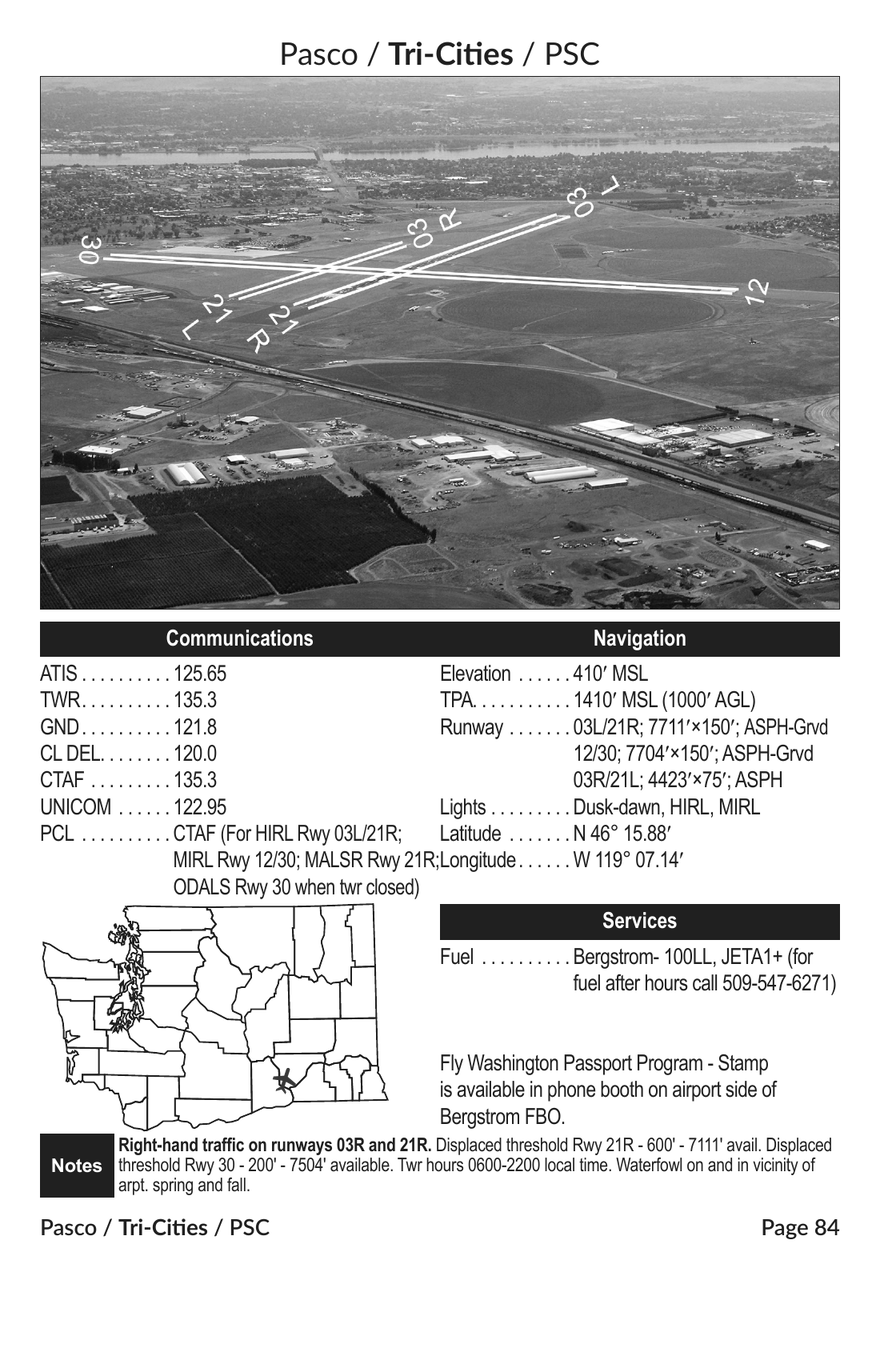 Pasco / Tri-Cities / PSC
30
03
R
03
L
12
21
L
21
R
Communications
ATIS . . . . . . . . . . 125.65
TWR. . . . . . . . . . 135.3
GND . . . . . . . . . . 121.8
CL DEL. . . . . . . . 120.0
CTAF . . . . . . . . . 135.3
UNICOM . . . . . . 122.95
PCL . . . . . . . . . . CTAF (For HIRL Rwy 03L/21R;
MIRL Rwy 12/30; MALSR Rwy 21R;
ODALS Rwy 30 when twr closed)
Navigation
Elevation . . . . . . 410′ MSL
TPA. . . . . . . . . . . 1410′ MSL (1000′ AGL)
Runway . . . . . . . 03L/21R; 7711′×150′; ASPH-Grvd
12/30; 7704′×150′; ASPH-Grvd
03R/21L; 4423′×75′; ASPH
Lights . . . . . . . . . Dusk-dawn, HIRL, MIRL
Latitude . . . . . . . N 46° 15.88′
Longitude . . . . . . W 119° 07.14′
Services
Fuel . . . . . . . . . . Bergstrom- 100LL, JETA1+ (for
fuel after hours call 509-547-6271)
Fly Washington Passport Program - Stamp
is available in phone booth on airport side of
Bergstrom FBO.
Notes
Right-hand traffic on runways 03R and 21R. Displaced threshold Rwy 21R - 600' - 7111' avail. Displaced
threshold Rwy 30 - 200' - 7504' available. Twr hours 0600-2200 local time. Waterfowl on and in vicinity of
arpt. spring and fall.
Pasco / Tri-Cities / PSC
Page 84